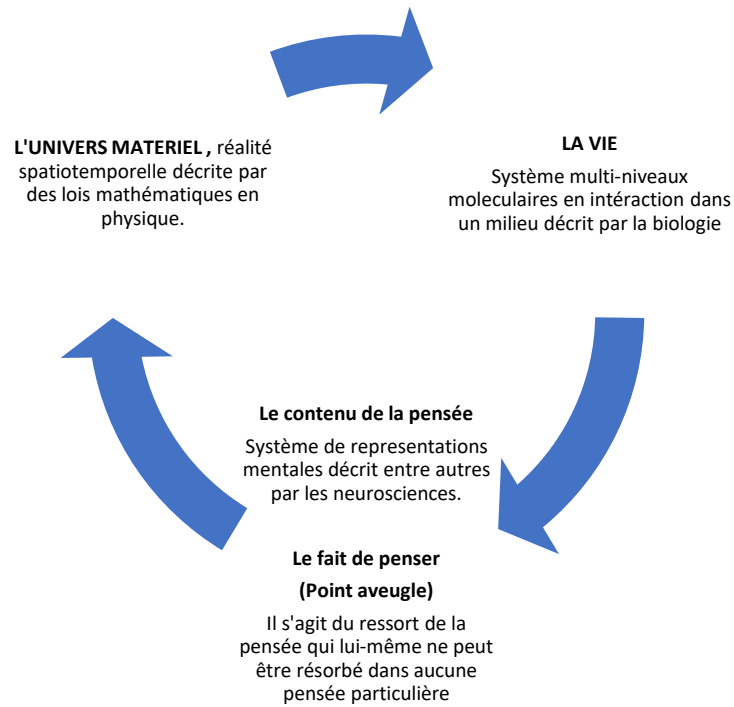 L'UNIVERS MATERIEL , réalité
spatiotemporelle décrite par
des lois mathématiques en
physique.
LA VIE
Système multi-niveaux
moleculaires en intéraction dans
un milieu décrit par la biologie
Le contenu de la pensée
Système de representations
mentales décrit entre autres
par les neurosciences.
Le fait de penser
(Point aveugle)
Il s'agit du ressort de la
pensée qui lui-même ne peut
être résorbé dans aucune
pensée particulière